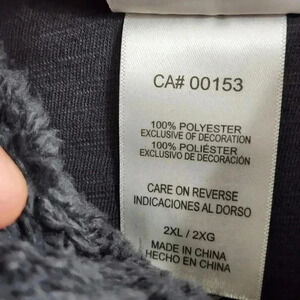 CA# 00153
100% POLYESTER
EXCLUSIVE OF DECORATION
100% POLIÉSTER
EXCLUSIVO DE DECORACIÓN
CARE ON REVERSE
INDICACIONES AL DORSO
2XL / 2XG
MADE IN CHINA
HECHO EN CHINA